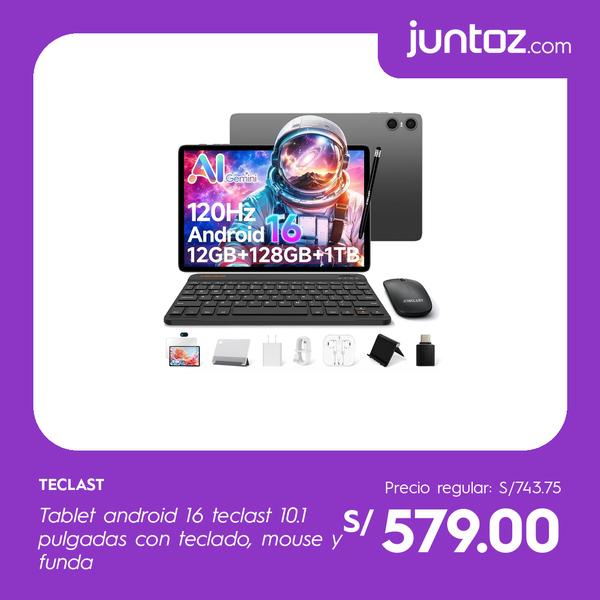 juntoz.com
AI
Gemini
120Hz
Android 16
12GB+128GB+1TB
TECLAST
Precio regular: S/743.75
Tablet android 16 teclast 10.1
pulgadas con teclado, mouse y
funda
S/ 579.00